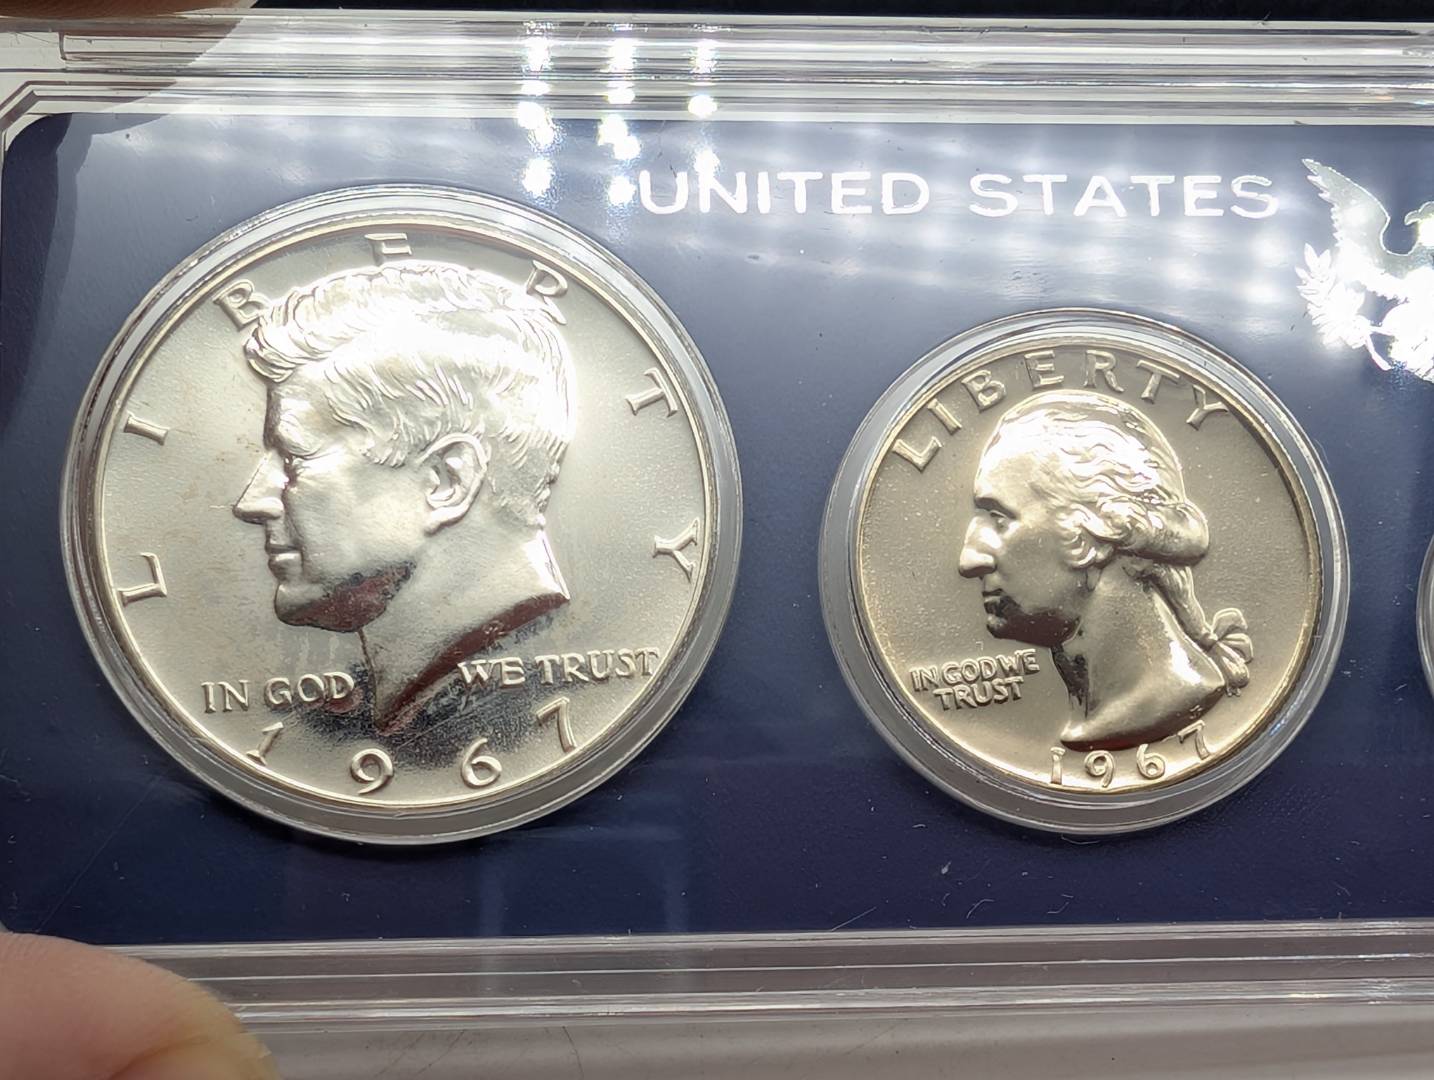 UNITED STATES
LIBERTY
IN GOD WE TRUST
1967
LIBERTY
IN GOD WE
TRUST
1967